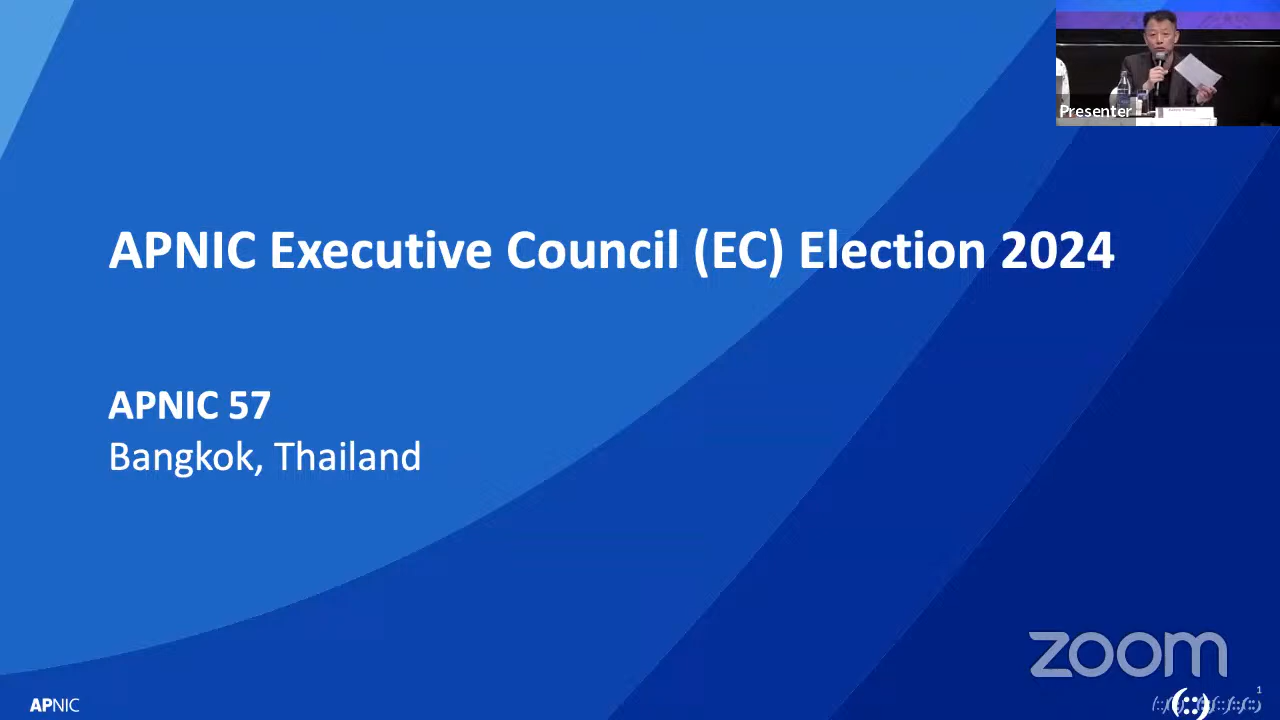 Presenter
APNIC Executive Council (EC) Election 2024
APNIC 57
Bangkok, Thailand
zoom
1
APNIC